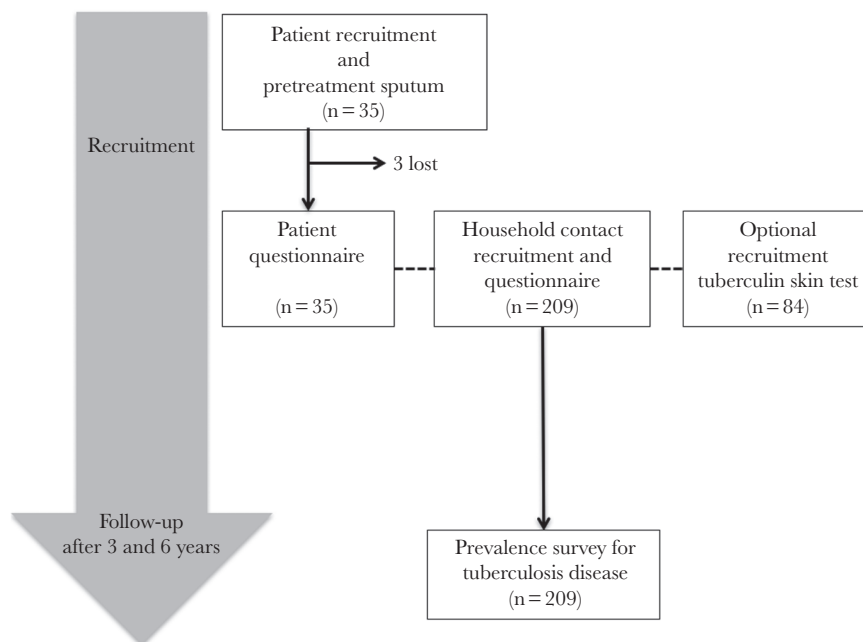 Patient recruitment
and
pretreatment sputum
(n = 35)
Recruitment
3 lost
Patient
questionnaire
(n = 35)
Household contact
recruitment and
questionnaire
(n = 209)
Optional
recruitment
tuberculin skin test
(n = 84)
Follow-up
after 3 and 6 years
Prevalence survey for
tuberculosis disease
(n = 209)